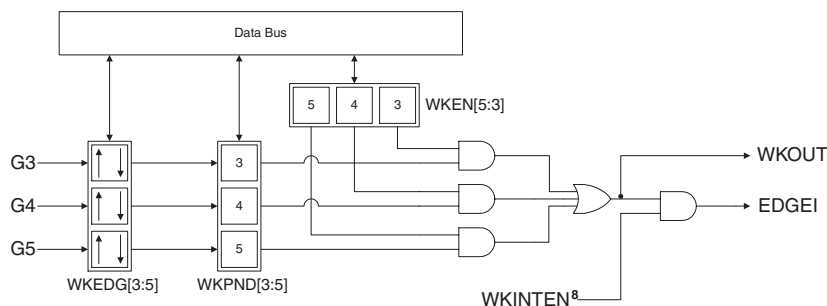 Data Bus
5 4 3 WKEN[5:3]
G3 3 WKOUT
G4 4 EDGEI
G5 5
WKEDG[3:5] WKPND[3:5]
WKINTEN⁸